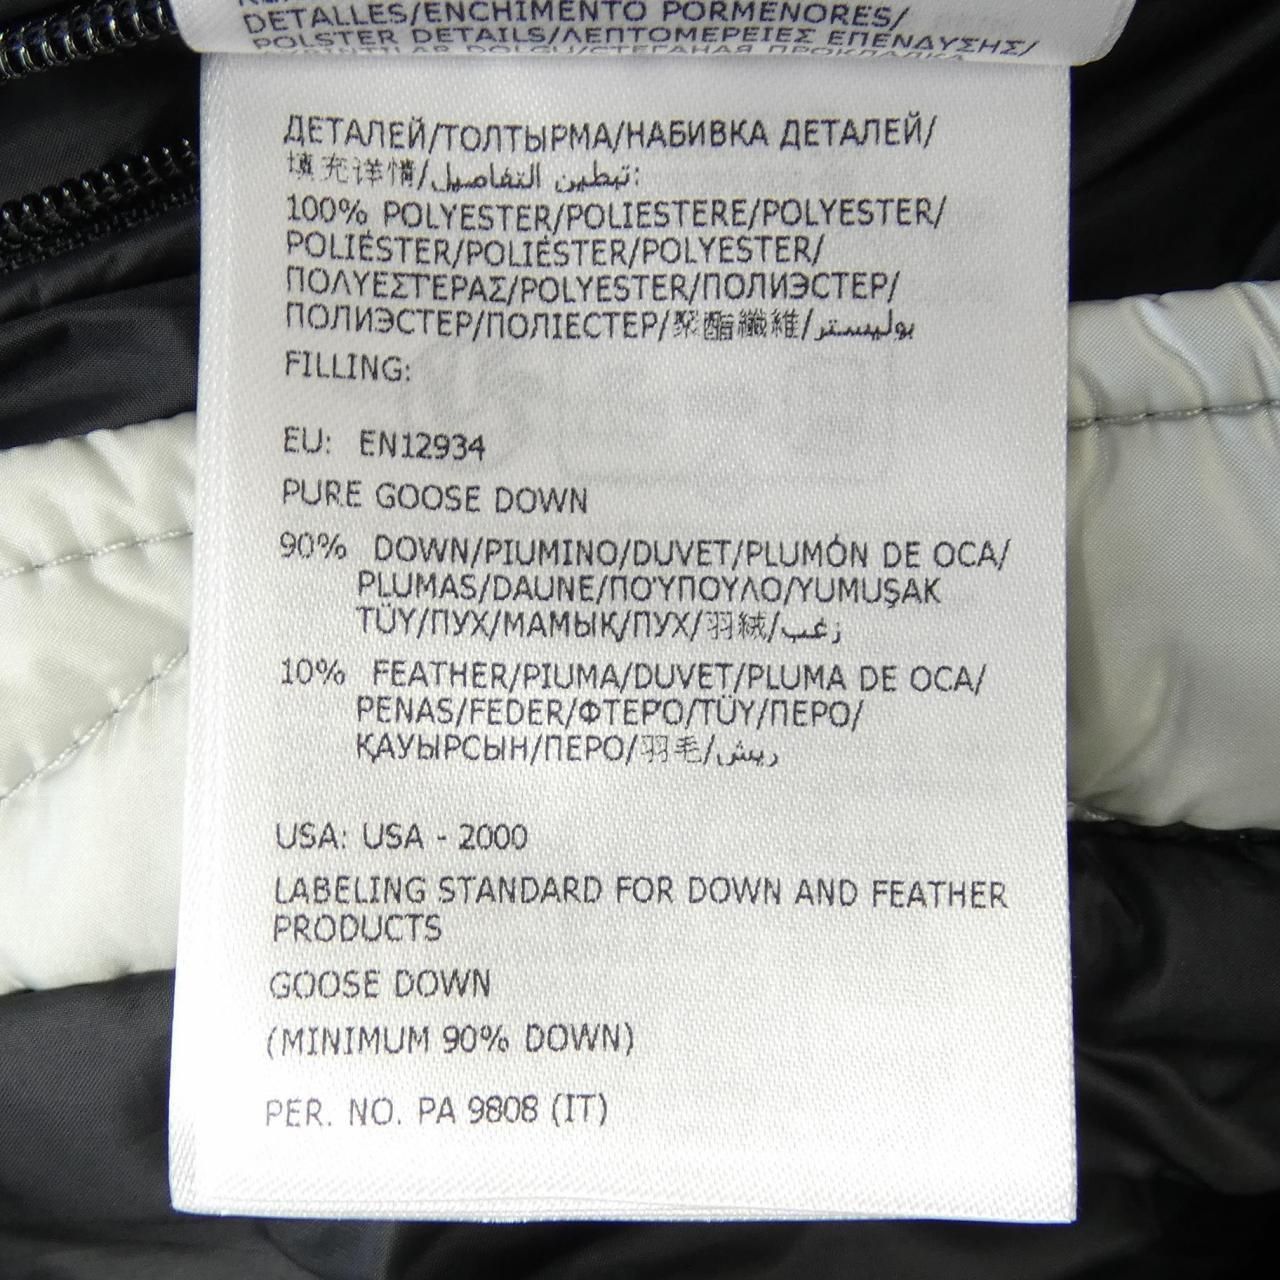 DETALLES/ENCHIMENTO PORMENORES/
POLSTER DETAILS/ΛΕΠΤΟΜΕΡΕΙΕΣ ΕΠΕΝΔΥΣΗΣ/
ДЕТАЛЕЙ/ТОЛТЫРМА/НАБИВКА ДЕТАЛЕЙ/
填充详情/تبطين التفاصيل:
100% POLYESTER/POLIESTERE/POLYESTER/
POLIÉSTER/POLIÉSTER/POLYESTER/
ΠΟΛΥΕΣΤΕΡΑΣ/POLYESTER/ПОЛИЭСТЕР/
ПОЛИЭСТЕР/ПОЛІЕСТЕР/聚酯纖維/بوليستر
FILLING:
EU: EN12934
PURE GOOSE DOWN
90% DOWN/PIUMINO/DUVET/PLUMÓN DE OCA/
PLUMAS/DAUNE/ΠΟΎΠΟΥΛΟ/YUMUŞAK
TÜY/ПУХ/МАМЫҚ/ПУХ/羽絨/زغب
10% FEATHER/PIUMA/DUVET/PLUMA DE OCA/
PENAS/FEDER/ΦΤΕΡΌ/TÜY/ПЕРО/
ҚАУЫРСЫН/ПЕРО/羽毛/ريش
USA: USA - 2000
LABELING STANDARD FOR DOWN AND FEATHER
PRODUCTS
GOOSE DOWN
(MINIMUM 90% DOWN)
PER. NO. PA 9808 (IT)